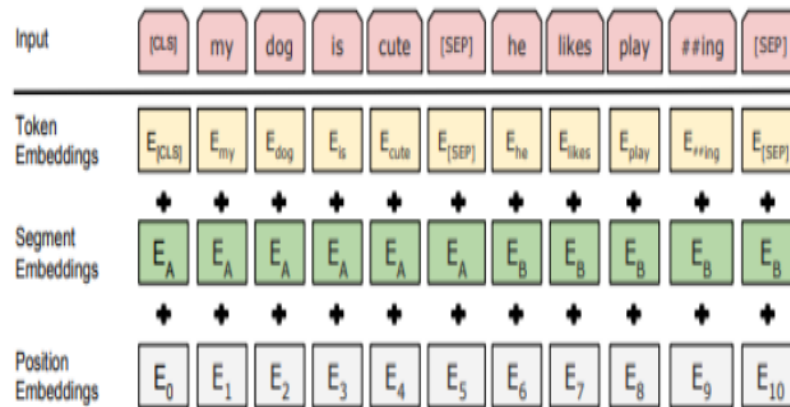 Input [CLS] my dog is cute [SEP] he likes play ##ing [SEP]
Token
Embeddings
E[CLS] Emy Edog Eis Ecute E[SEP] Ehe Elikes Eplay E##ing E[SEP]
+ + + + + + + + + + +
Segment
Embeddings
EA EA EA EA EA EA EB EB EB EB EB
+ + + + + + + + + + +
Position
Embeddings
E0 E1 E2 E3 E4 E5 E6 E7 E8 E9 E10